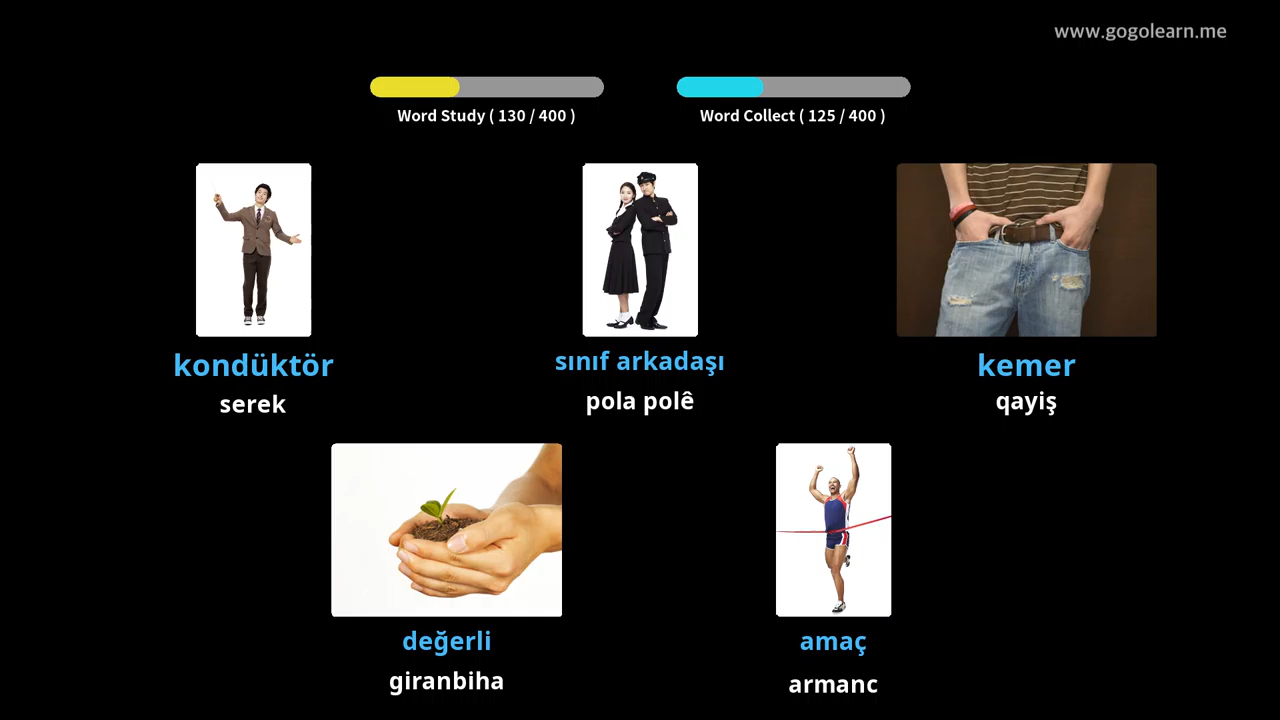 www.gogolearn.me
Word Study ( 130 / 400 )
Word Collect ( 125 / 400 )
kondüktör
serek
sınıf arkadaşı
pola polê
kemer
qayiş
değerli
giranbiha
amaç
armanc